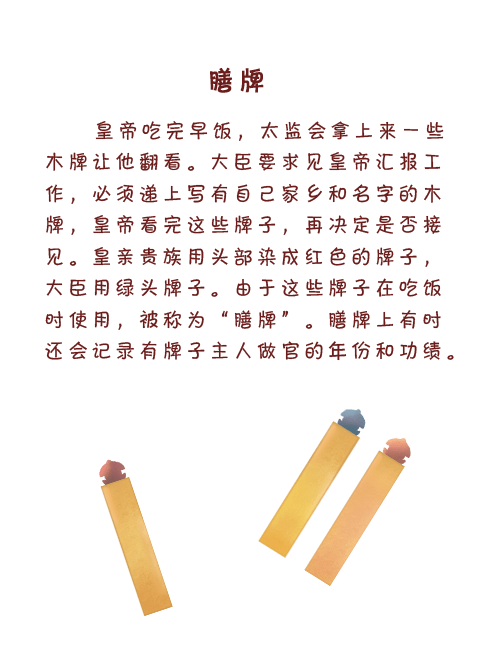 膳牌
皇帝吃完早饭，太监会拿上来一些
木牌让他翻看。大臣要求见皇帝汇报工
作，必须递上写有自己家乡和名字的木
牌，皇帝看完这些牌子，再决定是否接
见。皇亲贵族用头部染成红色的牌子，
大臣用绿头牌子。由于这些牌子在吃饭
时使用，被称为“膳牌”。膳牌上有时
还会记录有牌子主人做官的年份和功绩。